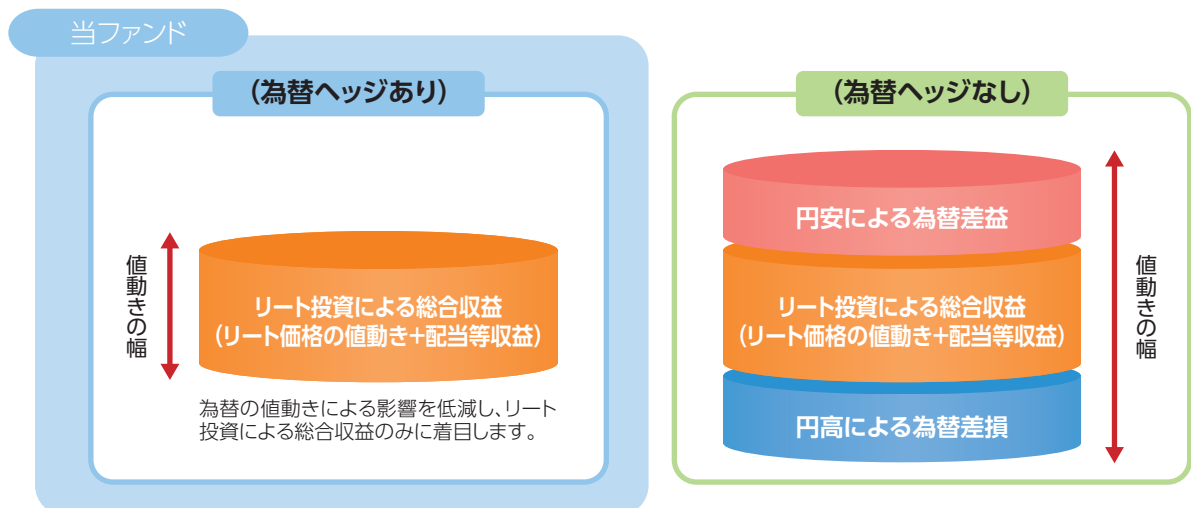 当ファンド
(為替ヘッジあり)
値動きの幅
リート投資による総合収益
(リート価格の値動き+配当等収益)
為替の値動きによる影響を低減し、リート
投資による総合収益のみに着目します。
(為替ヘッジなし)
円安による為替差益
リート投資による総合収益
(リート価格の値動き+配当等収益)
円高による為替差損
値動きの幅